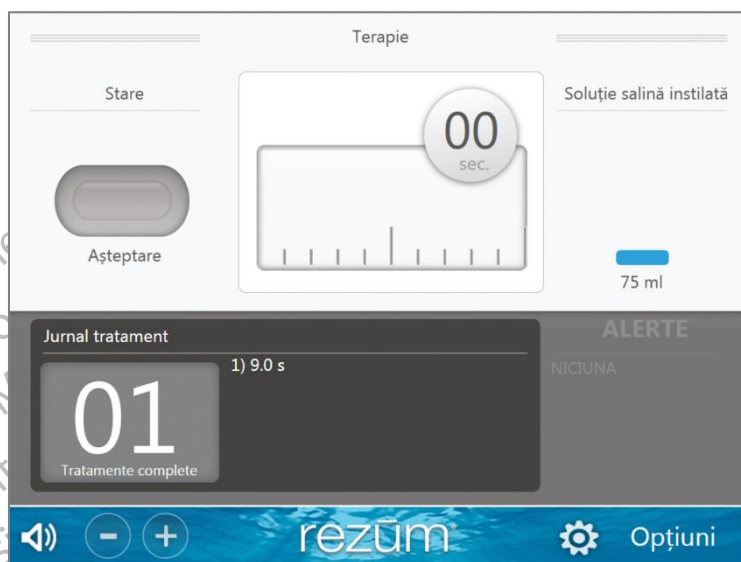 Terapie
Stare
Soluție salină instilată
00
sec.
Așteptare
75 ml
Jurnal tratament
1) 9.0 s
01
Tratamente complete
ALERTE
NICIUNA
rezūm
Opțiuni